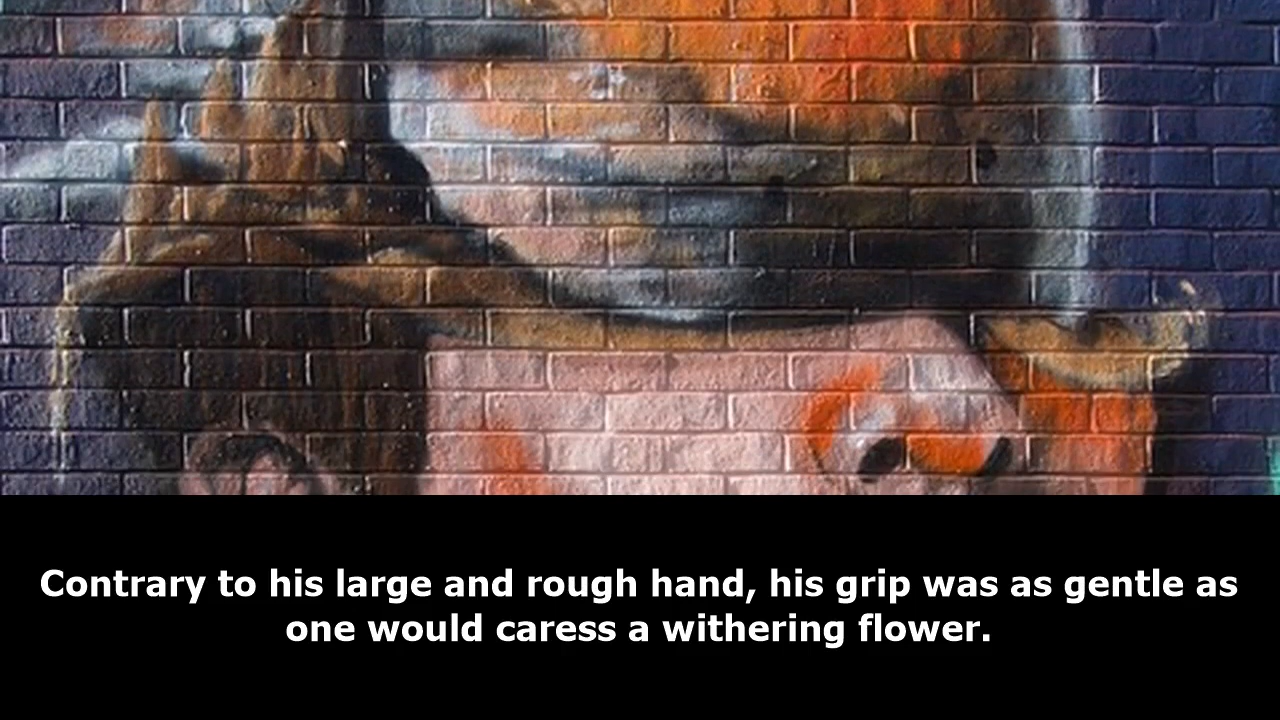 Contrary to his large and rough hand, his grip was as gentle as
one would caress a withering flower.